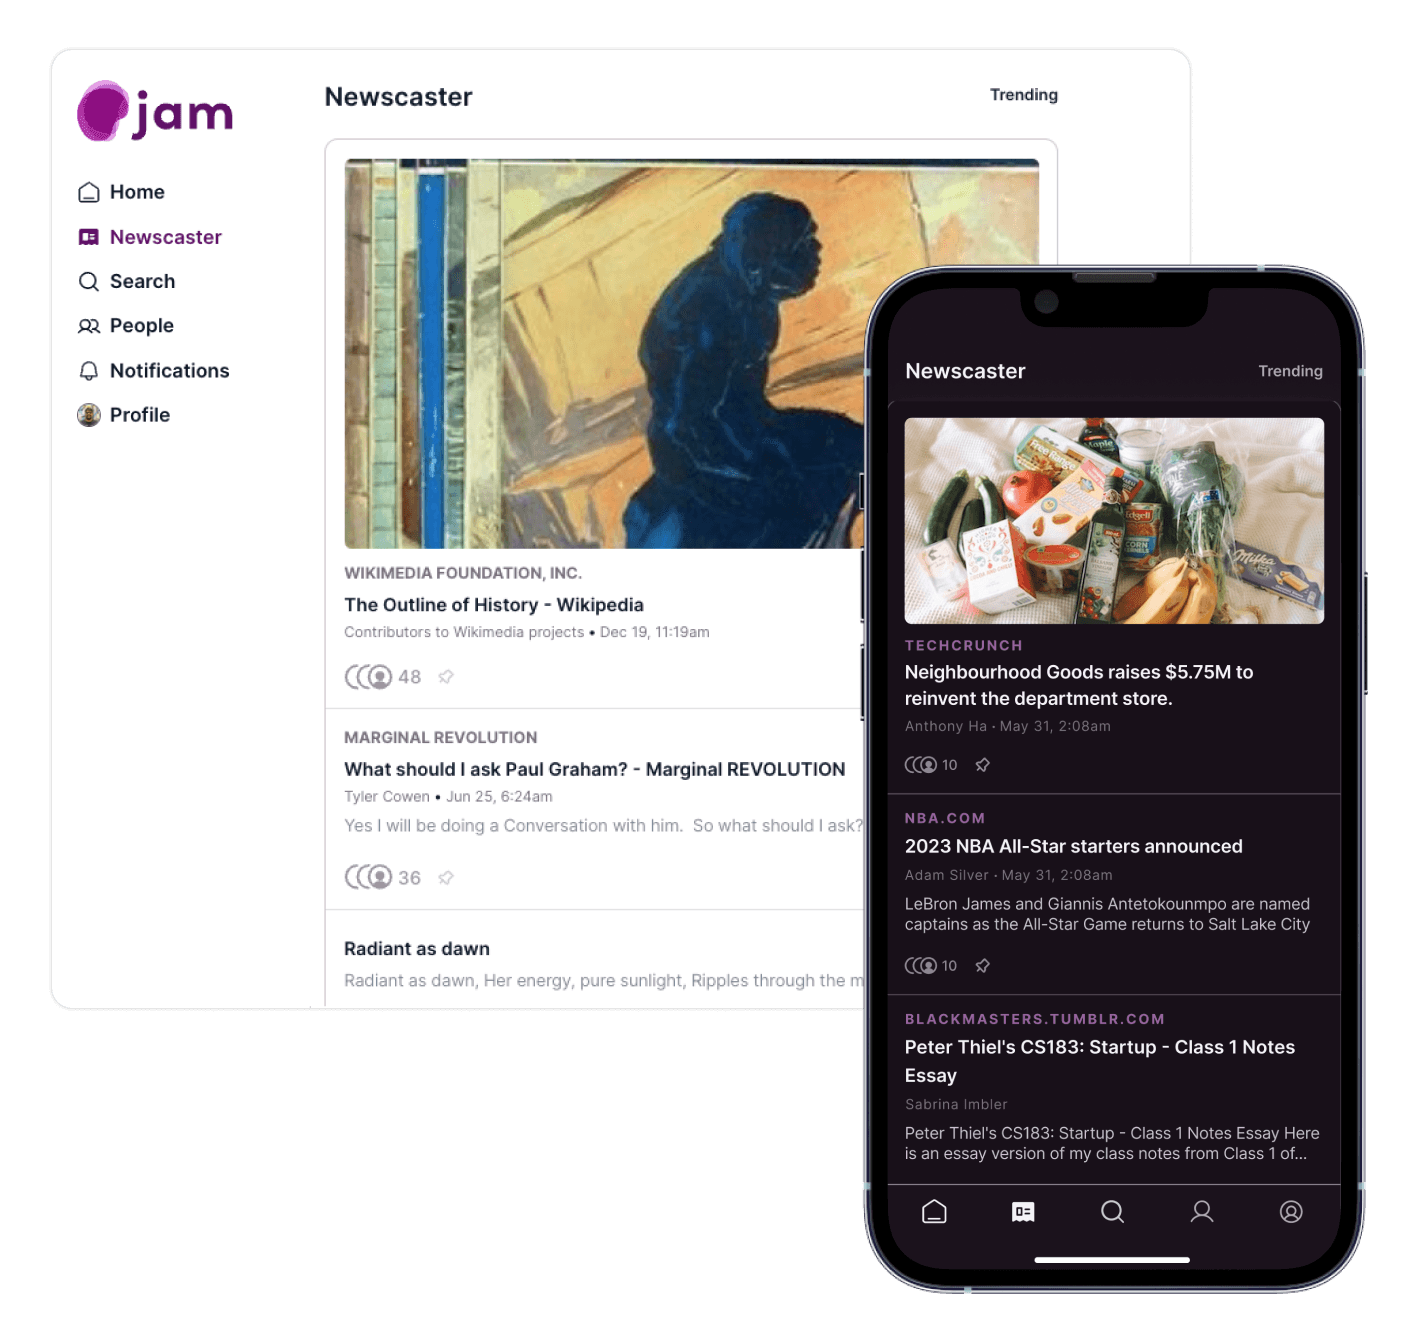 jam
Home
Newscaster
Search
People
Notifications
Profile
Newscaster
Trending
WIKIMEDIA FOUNDATION, INC.
The Outline of History - Wikipedia
Contributors to Wikimedia projects • Dec 19, 11:19am
48
MARGINAL REVOLUTION
What should I ask Paul Graham? - Marginal REVOLUTION
Tyler Cowen • Jun 25, 6:24am
Yes I will be doing a Conversation with him.  So what should I ask?
36
Radiant as dawn
Radiant as dawn, Her energy, pure sunlight, Ripples through the m
Newscaster
Trending
Maple
Free Range
Edgell
CORN
KERNELS
Milka
TECHCRUNCH
Neighbourhood Goods raises $5.75M to
reinvent the department store.
Anthony Ha • May 31, 2:08am
10
NBA.COM
2023 NBA All-Star starters announced
Adam Silver • May 31, 2:08am
LeBron James and Giannis Antetokounmpo are named
captains as the All-Star Game returns to Salt Lake City
10
BLACKMASTERS.TUMBLR.COM
Peter Thiel's CS183: Startup - Class 1 Notes
Essay
Sabrina Imbler
Peter Thiel's CS183: Startup - Class 1 Notes Essay Here
is an essay version of my class notes from Class 1 of...